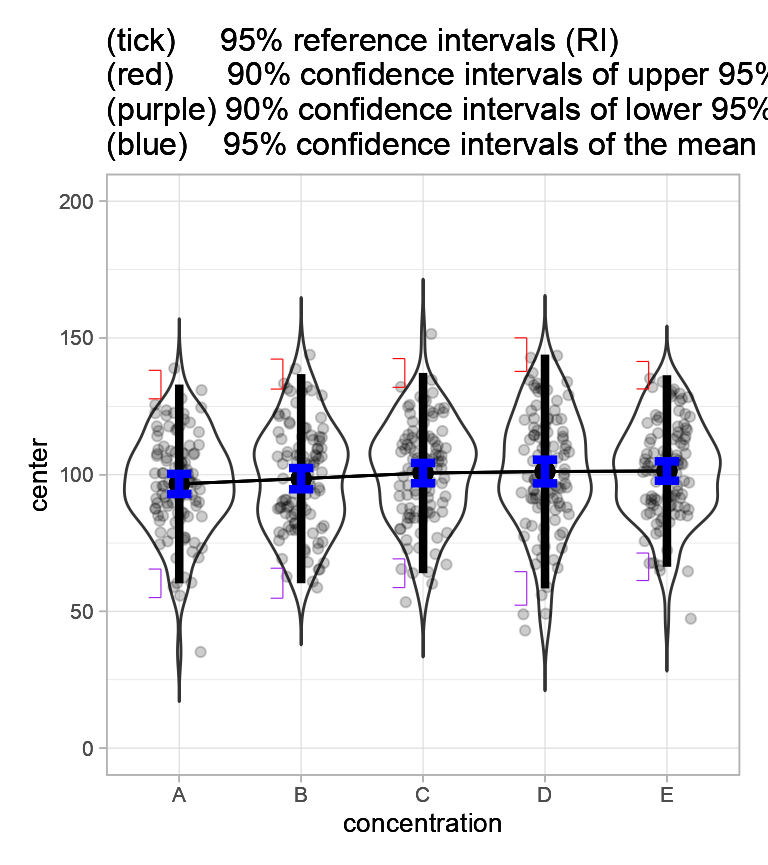 (tick) 95% reference intervals (RI)
(red) 90% confidence intervals of upper 95%
(purple) 90% confidence intervals of lower 95%
(blue) 95% confidence intervals of the mean
200
150
100
50
0
center
A B C D E
concentration